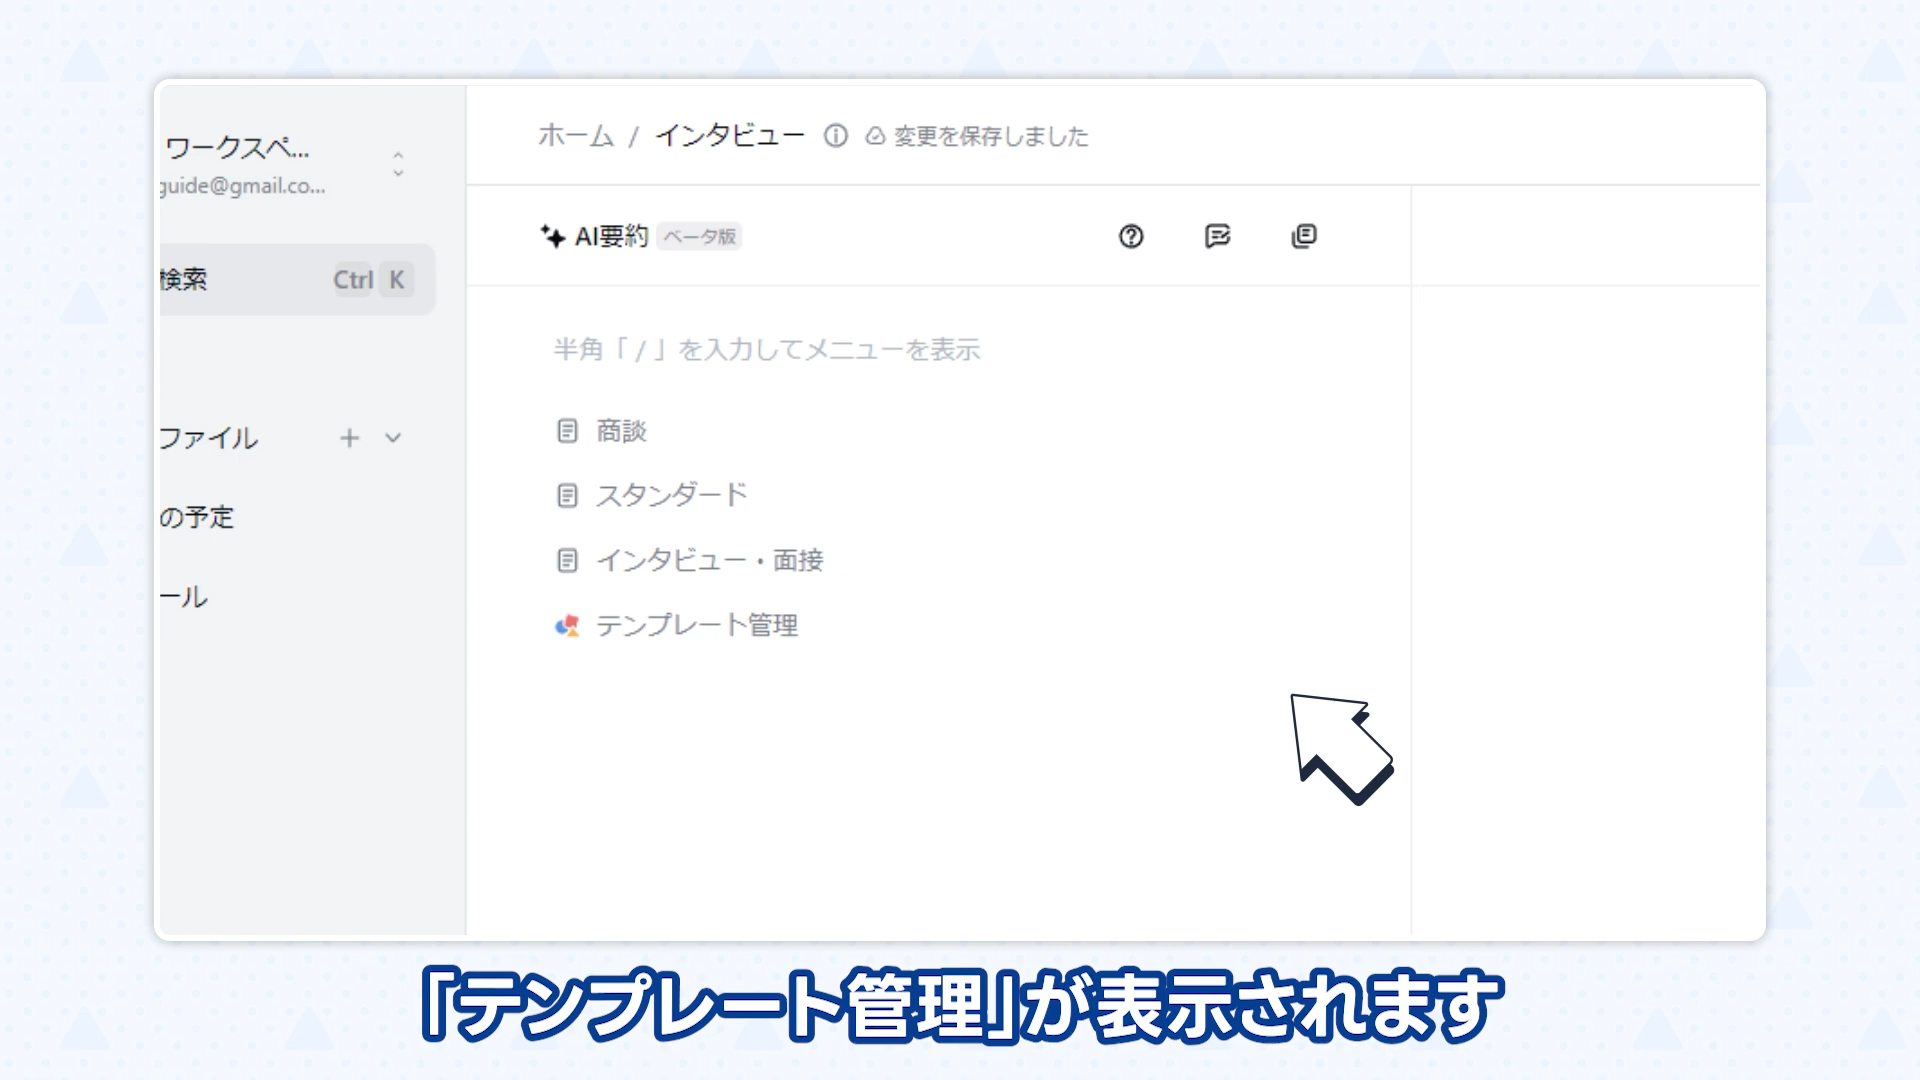 ワークスペ...
guide@gmail.co...
検索 Ctrl K
ファイル
の予定
ール
ホーム / インタビュー 変更を保存しました
AI要約 ベータ版
半角「 / 」を入力してメニューを表示
商談
スタンダード
インタビュー・面接
テンプレート管理
「テンプレート管理」が表示されます